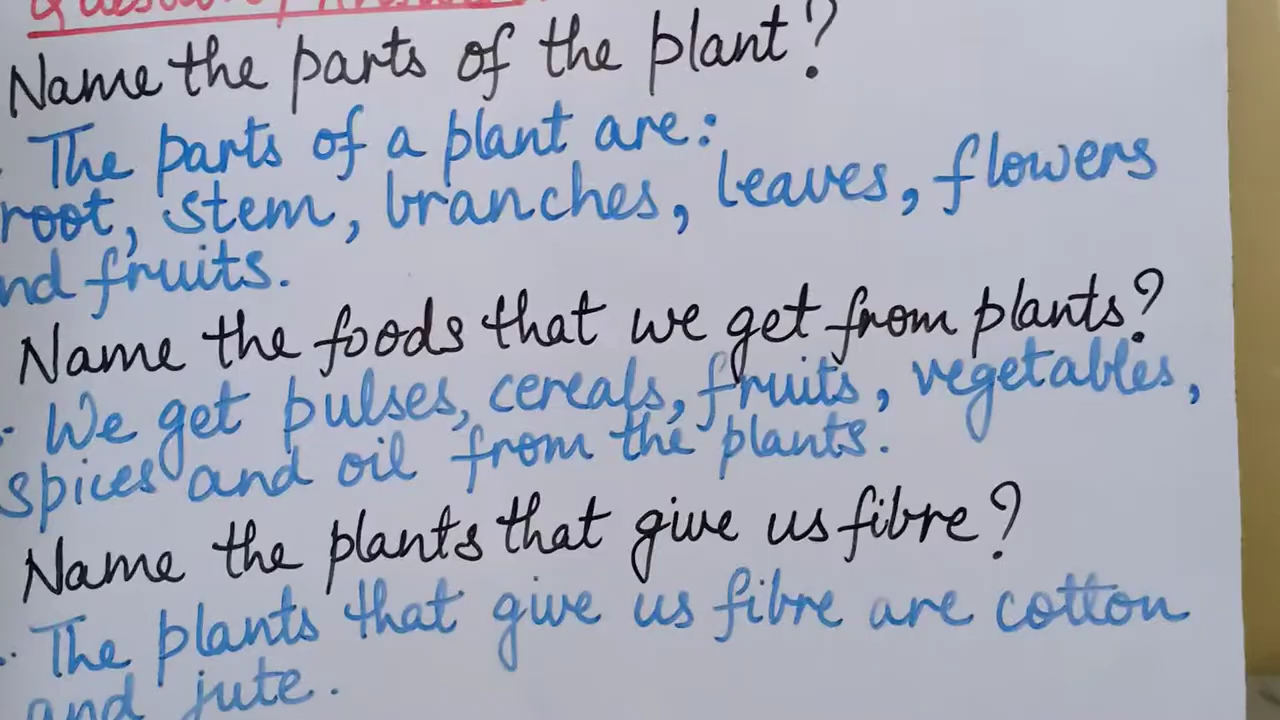 Name the parts of the plant?
The parts of a plant are:
root, stem, branches, leaves, flowers
nd fruits.
Name the foods that we get from plants?
:- We get pulses, cereals, fruits, vegetables,
spices and oil from the plants.
Name the plants that give us fibre?
The plants that give us fibre are cotton
and jute.